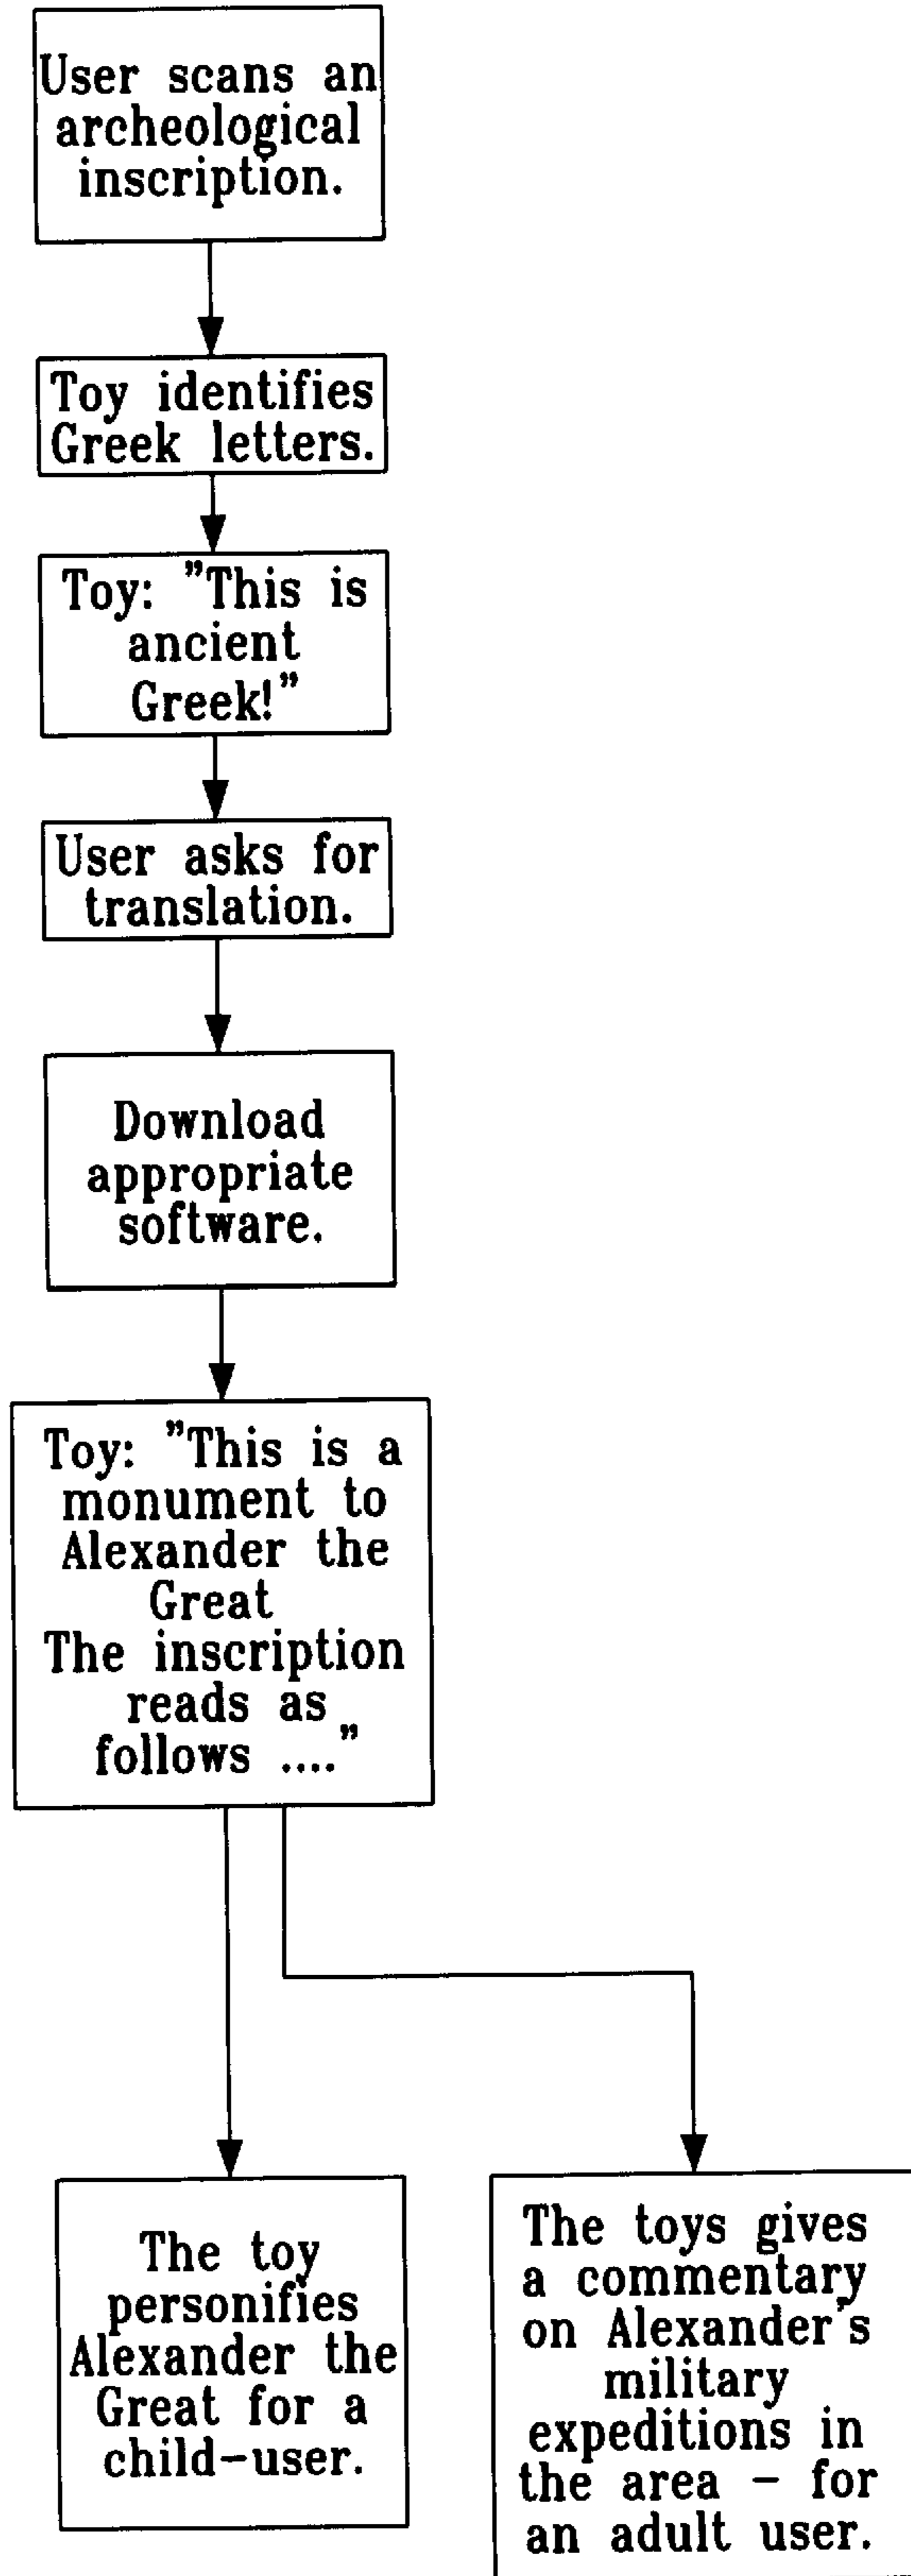 User scans an
archeological
inscription.
Toy identifies
Greek letters.
Toy: "This is
ancient
Greek!"
User asks for
translation.
Download
appropriate
software.
Toy: "This is a
monument to
Alexander the
Great
The inscription
reads as
follows ...."
The toy
personifies
Alexander the
Great for a
child-user.
The toys gives
a commentary
on Alexander's
military
expeditions in
the area - for
an adult user.